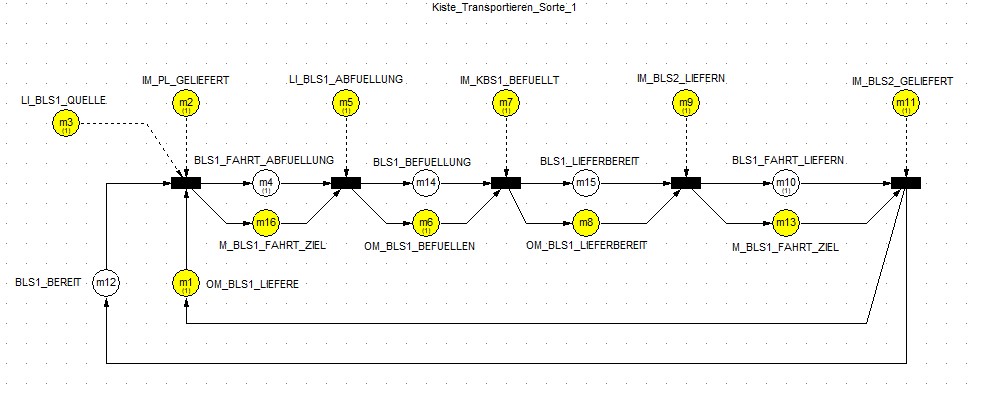 Kiste_Transportieren_Sorte_1
IM_PL_GELIEFERT
LI_BLS1_ABFUELLUNG
IM_KBS1_BEFUELLT
IM_BLS2_LIEFERN
IM_BLS2_GELIEFERT
LI_BLS1_QUELLE
m2
(1)
m5
(1)
m7
(1)
m9
(1)
m11
(1)
m3
(1)
BLS1_FAHRT_ABFUELLUNG
BLS1_BEFUELLUNG
BLS1_LIEFERBEREIT
BLS1_FAHRT_LIEFERN
m4
(1)
m14
m15
m10
(1)
m16
m6
(1)
m8
m13
(1)
M_BLS1_FAHRT_ZIEL
OM_BLS1_BEFUELLEN
OM_BLS1_LIEFERBEREIT
M_BLS1_FAHRT_ZIEL
BLS1_BEREIT
m12
m1
(1)
OM_BLS1_LIEFERE